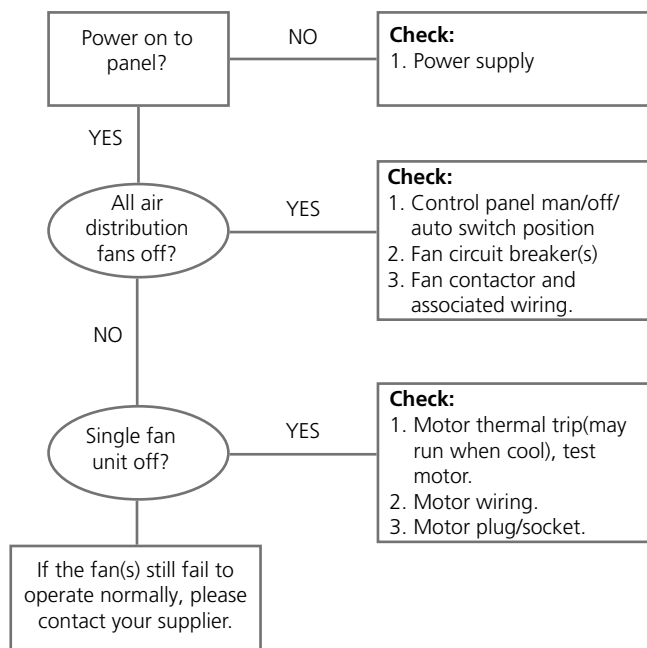 Power on to
panel?
NO
Check:
1. Power supply
YES
All air
distribution
fans off?
YES
Check:
1. Control panel man/off/
auto switch position
2. Fan circuit breaker(s)
3. Fan contactor and
associated wiring.
NO
Single fan
unit off?
YES
Check:
1. Motor thermal trip(may
run when cool), test
motor.
2. Motor wiring.
3. Motor plug/socket.
If the fan(s) still fail to
operate normally, please
contact your supplier.